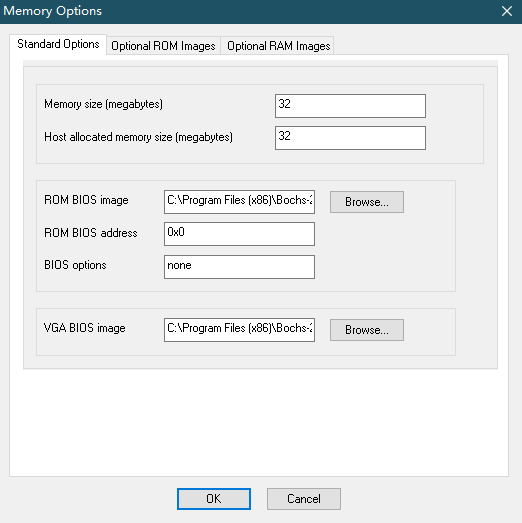 Memory Options
Standard Options Optional ROM Images Optional RAM Images
Memory size (megabytes) 32
Host allocated memory size (megabytes) 32
ROM BIOS image C:\Program Files (x86)\Bochs-2 Browse...
ROM BIOS address 0x0
BIOS options none
VGA BIOS image C:\Program Files (x86)\Bochs-2 Browse...
OK Cancel